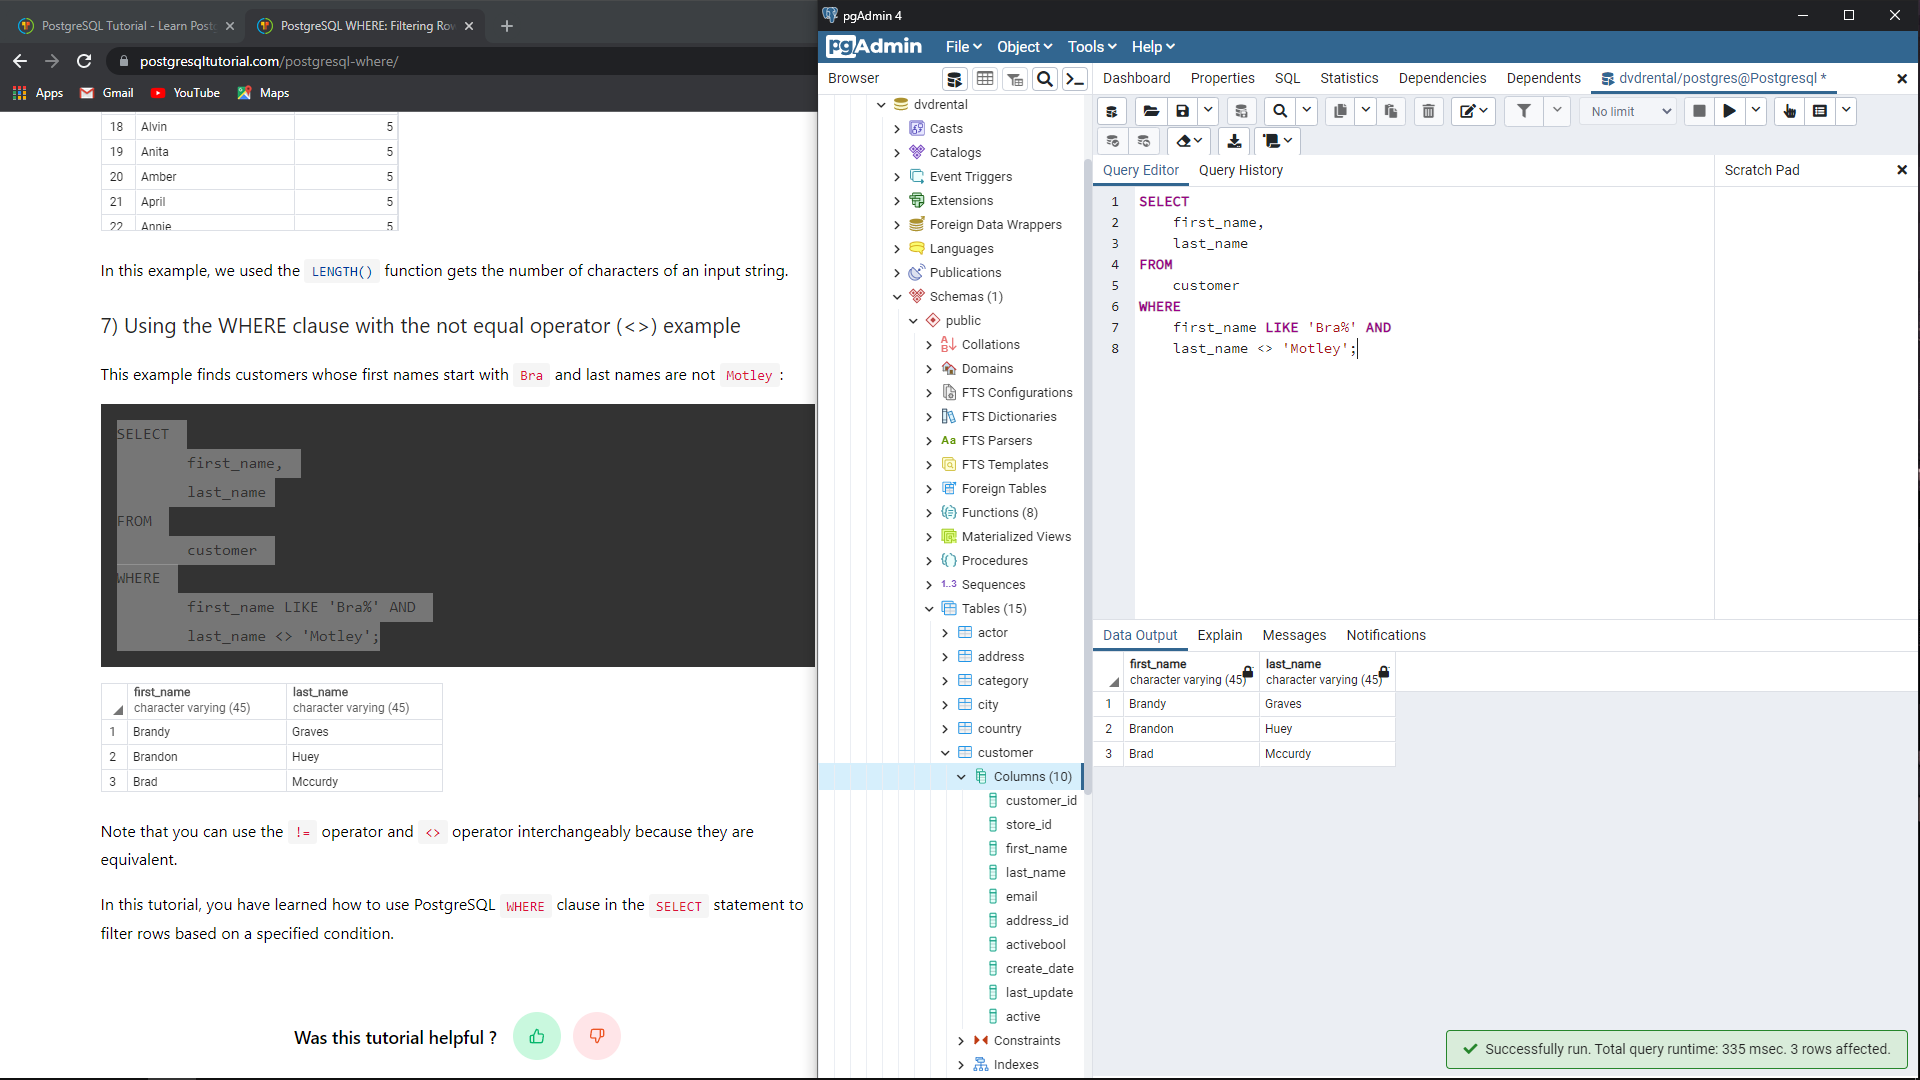 PostgreSQL Tutorial - Learn Post
PostgreSQL WHERE: Filtering Row
postgresqltutorial.com/postgresql-where/
Apps
Gmail
YouTube
Maps
18 Alvin 5
19 Anita 5
20 Amber 5
21 April 5
22 Annie 5
In this example, we used the LENGTH() function gets the number of characters of an input string.
7) Using the WHERE clause with the not equal operator (<>) example
This example finds customers whose first names start with Bra and last names are not Motley :
SELECT
first_name,
last_name
FROM
customer
WHERE
first_name LIKE 'Bra%' AND
last_name <> 'Motley';
first_name last_name
character varying (45) character varying (45)
1 Brandy Graves
2 Brandon Huey
3 Brad Mccurdy
Note that you can use the != operator and <> operator interchangeably because they are
equivalent.
In this tutorial, you have learned how to use PostgreSQL WHERE clause in the SELECT statement to
filter rows based on a specified condition.
Was this tutorial helpful ?
pgAdmin 4
pgAdmin
File
Object
Tools
Help
Browser
dvdrental
Casts
Catalogs
Event Triggers
Extensions
Foreign Data Wrappers
Languages
Publications
Schemas (1)
public
Collations
Domains
FTS Configurations
FTS Dictionaries
Aa FTS Parsers
FTS Templates
Foreign Tables
Functions (8)
Materialized Views
Procedures
1..3 Sequences
Tables (15)
actor
address
category
city
country
customer
Columns (10)
customer_id
store_id
first_name
last_name
email
address_id
activebool
create_date
last_update
active
Constraints
Indexes
Dashboard
Properties
SQL
Statistics
Dependencies
Dependents
dvdrental/postgres@Postgresql *
No limit
Query Editor
Query History
Scratch Pad
1 SELECT
2 first_name,
3 last_name
4 FROM
5 customer
6 WHERE
7 first_name LIKE 'Bra%' AND
8 last_name <> 'Motley';
Data Output
Explain
Messages
Notifications
first_name last_name
character varying (45) character varying (45)
1 Brandy Graves
2 Brandon Huey
3 Brad Mccurdy
Successfully run. Total query runtime: 335 msec. 3 rows affected.